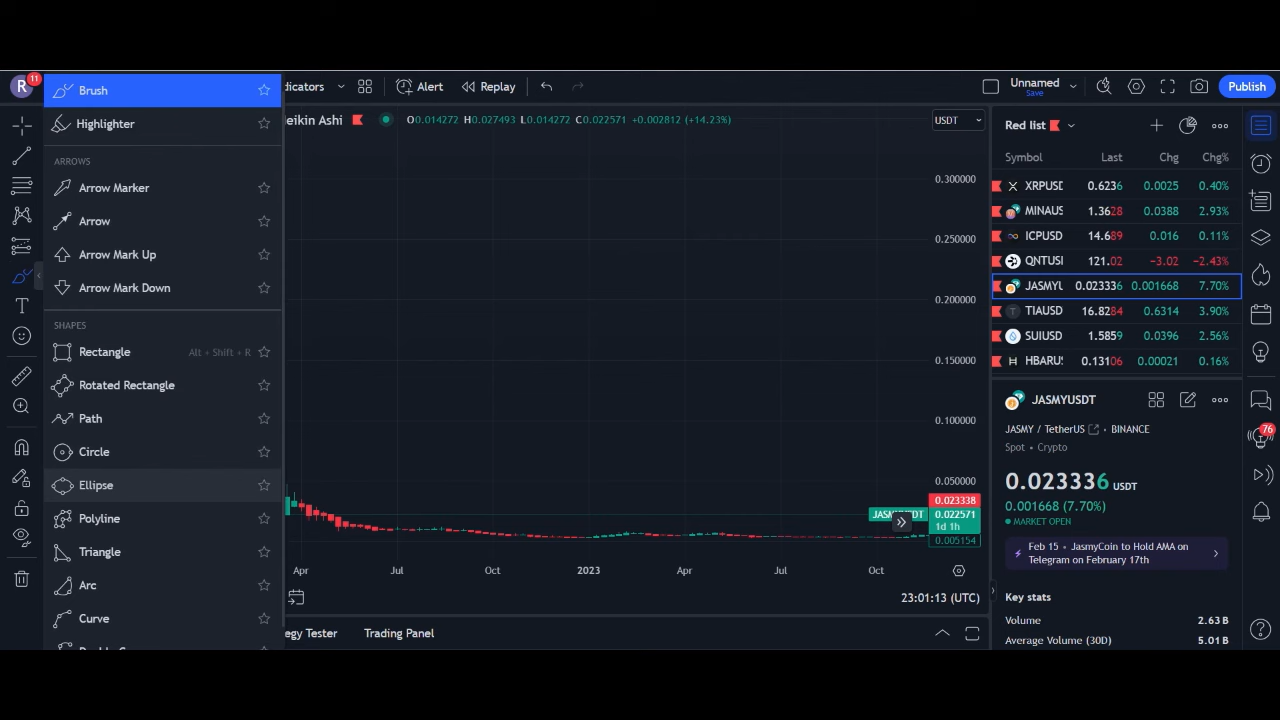 R 11
Brush
Highlighter
ARROWS
Arrow Marker
Arrow
Arrow Mark Up
Arrow Mark Down
SHAPES
Rectangle Alt + Shift + R
Rotated Rectangle
Path
Circle
Ellipse
Polyline
Triangle
Arc
Curve
dicators Alert Replay
Unnamed
Save
Publish
eikin Ashi O0.014272 H0.027493 L0.014272 C0.022571 +0.002812 (+14.23%)
USDT
0.300000
0.250000
0.200000
0.150000
0.100000
0.050000
0.023338
0.022571
1d 1h
0.005154
Apr Jul Oct 2023 Apr Jul Oct
23:01:13 (UTC)
egy Tester Trading Panel
Red list
Symbol Last Chg Chg%
XRPUSD 0.6236 0.0025 0.40%
MINAUS 1.3628 0.0388 2.93%
ICPUSD 14.689 0.016 0.11%
QNTUSI 121.02 −3.02 −2.43%
JASMYL 0.023336 0.001668 7.70%
TIAUSD 16.8284 0.6314 3.90%
SUIUSD 1.5859 0.0396 2.56%
HBARU 0.13106 0.00021 0.16%
JASMYUSDT
JASMY / TetherUS • BINANCE
Spot • Crypto
0.023336 USDT
0.001668 (7.70%)
MARKET OPEN
Feb 15 • JasmyCoin to Hold AMA on
Telegram on February 17th
Key stats
Volume 2.63 B
Average Volume (30D) 5.01 B
76